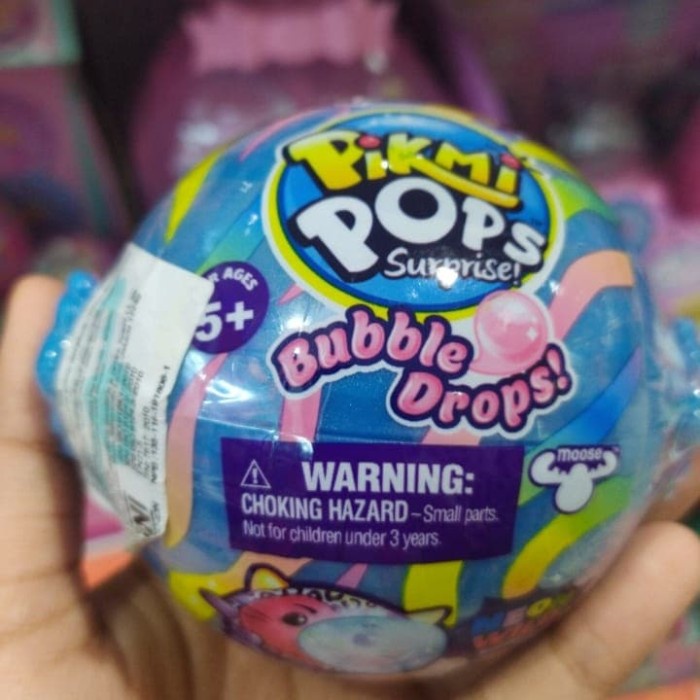 PiKMi
POPS
Surprise!
R AGES
5+
Bubble
Drops!
moose
WARNING:
CHOKING HAZARD – Small parts.
Not for children under 3 years.
NEON